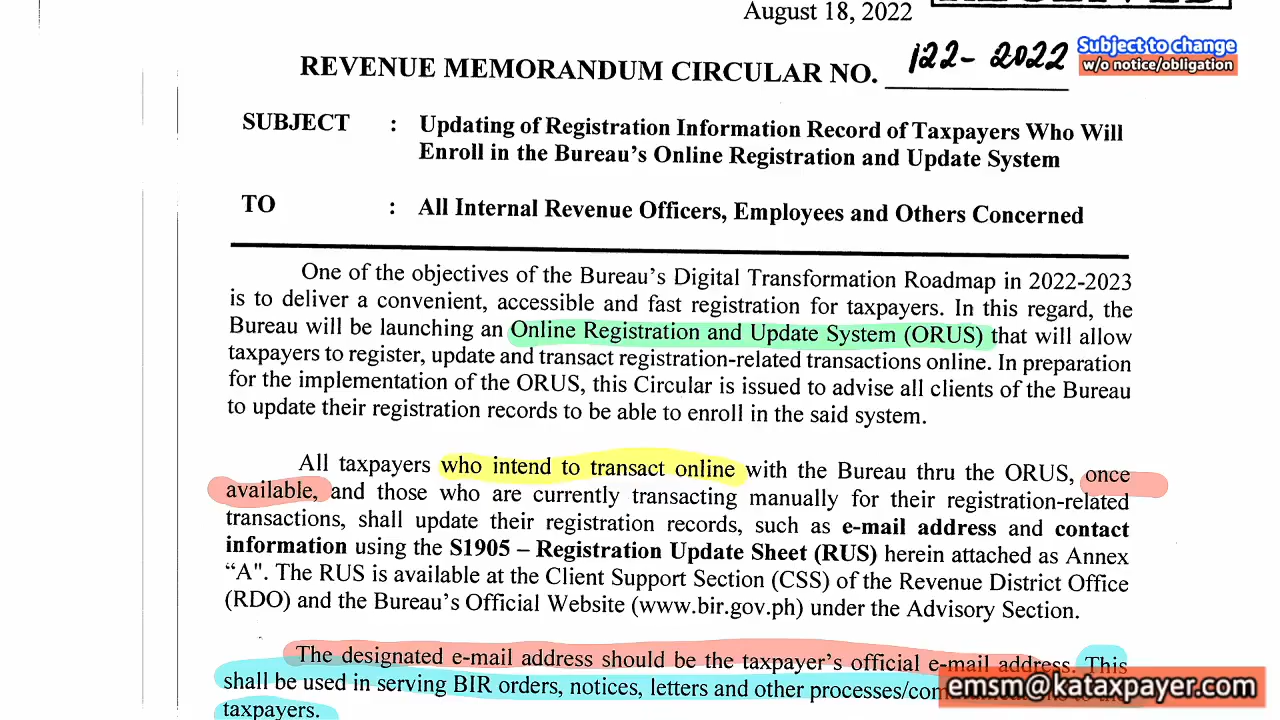 August 18, 2022
RECEIVED
REVENUE MEMORANDUM CIRCULAR NO. 122-2022
Subject to change
w/o notice/obligation
SUBJECT : Updating of Registration Information Record of Taxpayers Who Will
Enroll in the Bureau's Online Registration and Update System
TO : All Internal Revenue Officers, Employees and Others Concerned
One of the objectives of the Bureau's Digital Transformation Roadmap in 2022-2023
is to deliver a convenient, accessible and fast registration for taxpayers. In this regard, the
Bureau will be launching an Online Registration and Update System (ORUS) that will allow
taxpayers to register, update and transact registration-related transactions online. In preparation
for the implementation of the ORUS, this Circular is issued to advise all clients of the Bureau
to update their registration records to be able to enroll in the said system.
All taxpayers who intend to transact online with the Bureau thru the ORUS, once
available, and those who are currently transacting manually for their registration-related
transactions, shall update their registration records, such as e-mail address and contact
information using the S1905 – Registration Update Sheet (RUS) herein attached as Annex
“A". The RUS is available at the Client Support Section (CSS) of the Revenue District Office
(RDO) and the Bureau's Official Website (www.bir.gov.ph) under the Advisory Section.
The designated e-mail address should be the taxpayer's official e-mail address. This
shall be used in serving BIR orders, notices, letters and other
taxpayers.
emsm@kataxpayer.com